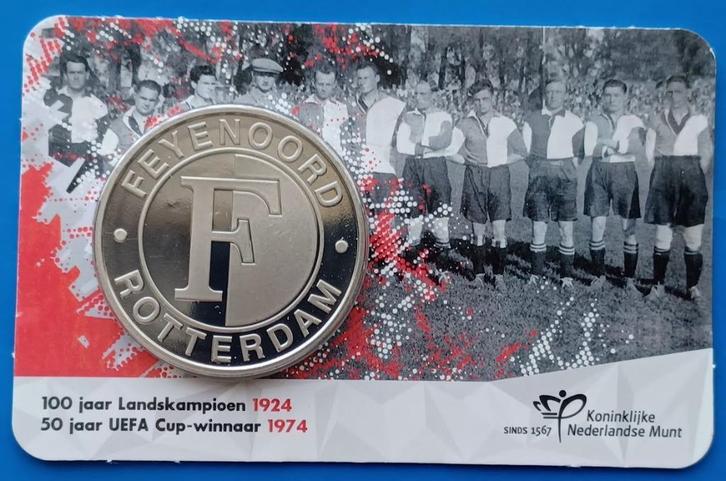 FEYENOORD
F
ROTTERDAM
100 jaar Landskampioen 1924
50 jaar UEFA Cup-winnaar 1974
SINDS 1567
Koninklijke
Nederlandse Munt